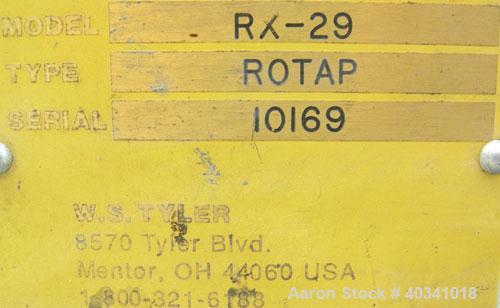 MODEL RX-29
TYPE ROTAP
SERIAL 10169
W.S. TYLER
8570 Tyler Blvd.
Mentor, OH 44060 USA
1-800-321-6188
Aaron Stock # 40341018